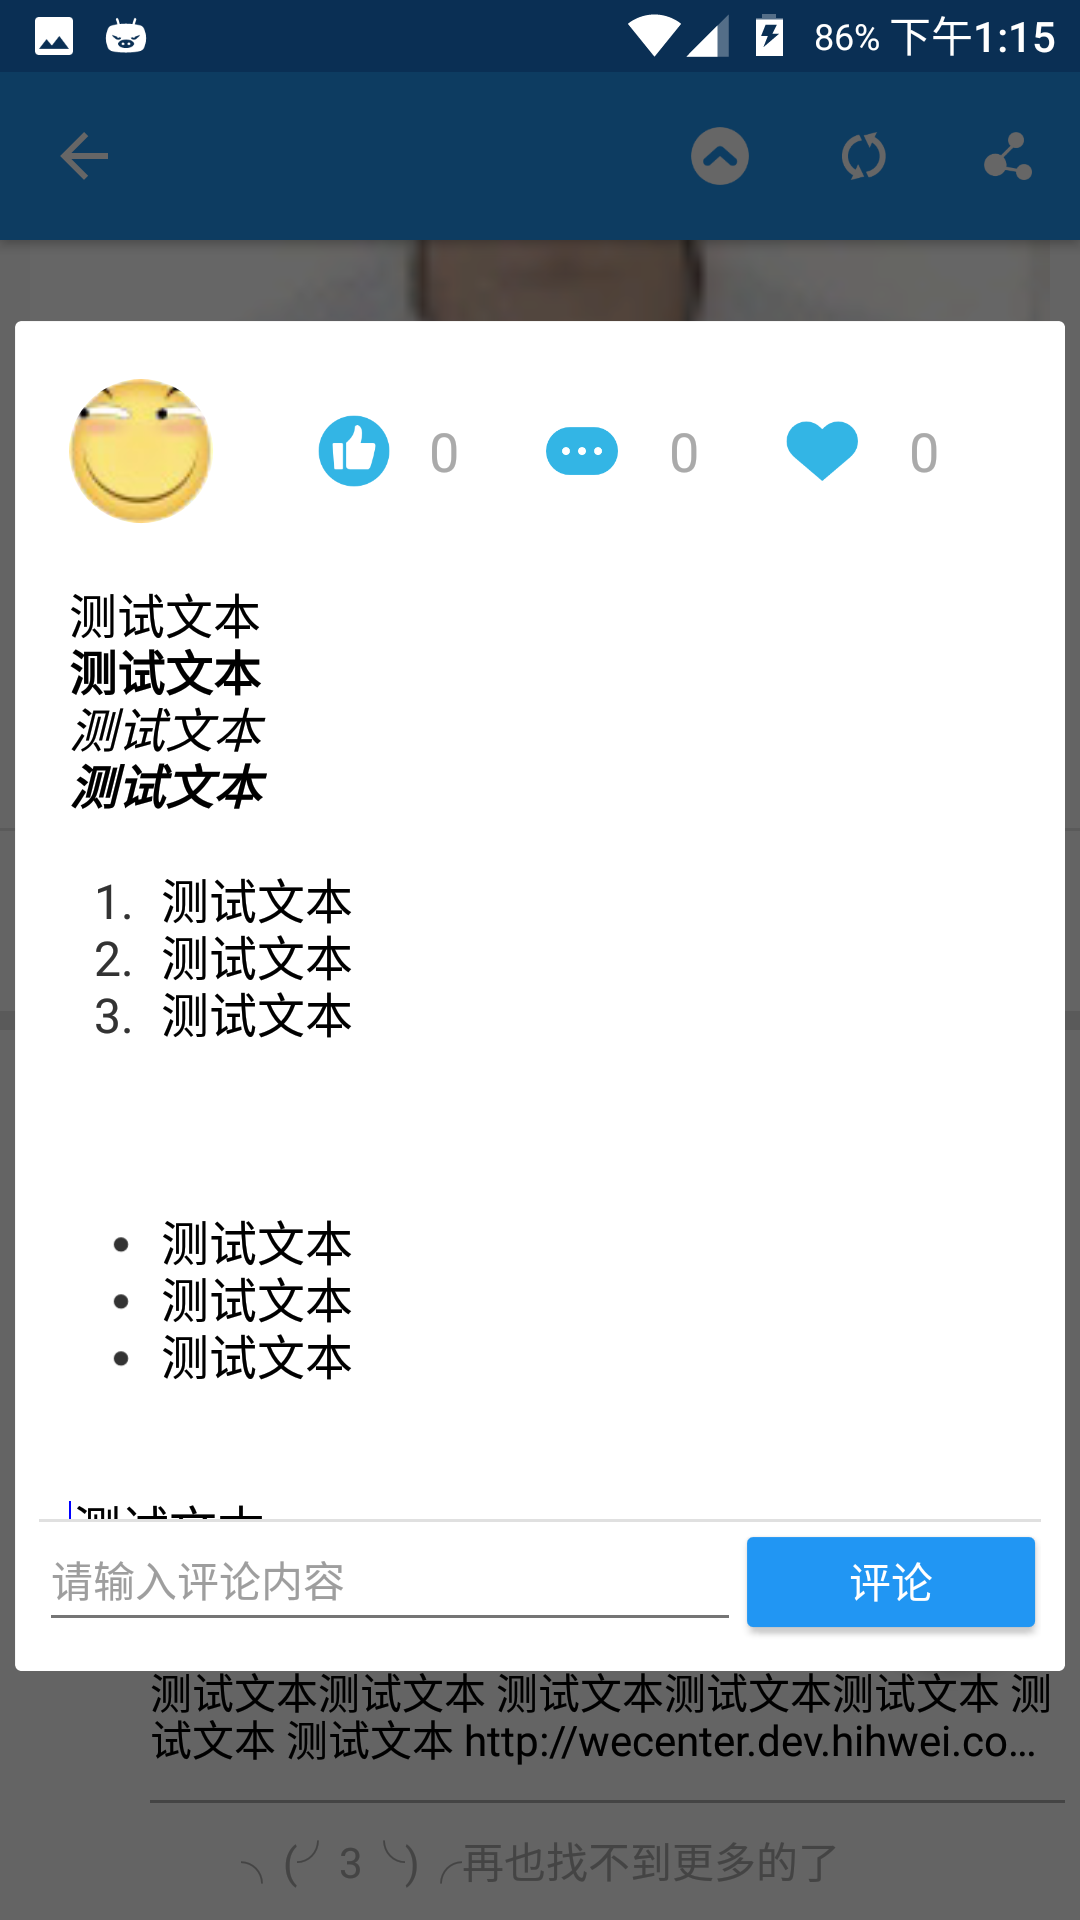 86% 下午1:15
0 0 0
测试文本
测试文本
测试文本
测试文本
1. 测试文本
2. 测试文本
3. 测试文本
• 测试文本
• 测试文本
• 测试文本
测试文本
请输入评论内容 评论
测试文本测试文本 测试文本测试文本测试文本 测
试文本 测试文本 http://wecenter.dev.hihwei.co...
╮(╯3╰)╭再也找不到更多的了